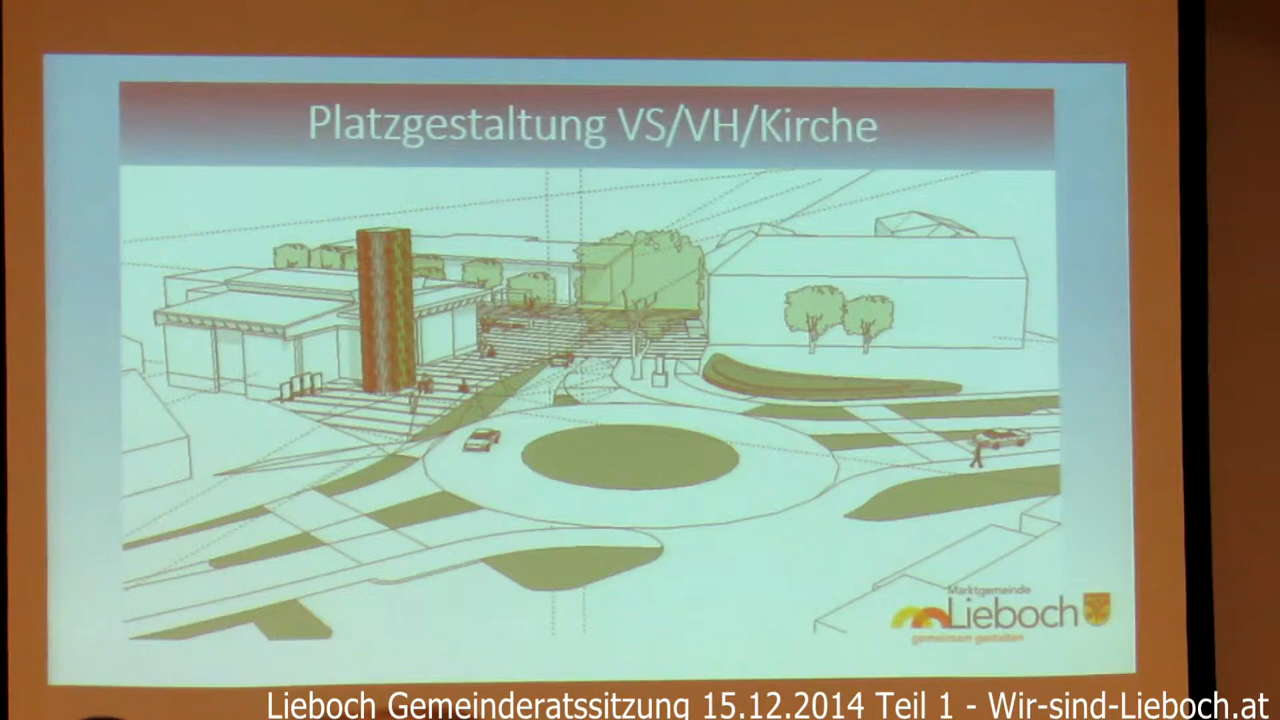 Platzgestaltung VS/VH/Kirche
Marktgemeinde
Lieboch
gemeinsam gestalten
Lieboch Gemeinderatssitzung 15.12.2014 Teil 1 - Wir-sind-Lieboch.at